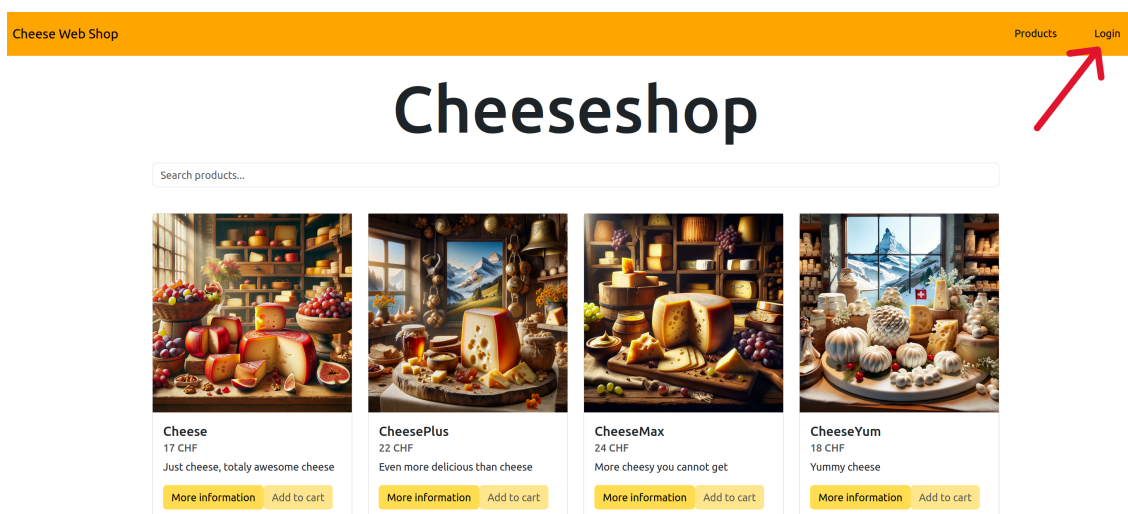 Cheese Web Shop Products Login
Cheeseshop
Search products...
Cheese
17 CHF
Just cheese, totaly awesome cheese
More information Add to cart
CheesePlus
22 CHF
Even more delicious than cheese
More information Add to cart
CheeseMax
24 CHF
More cheesy you cannot get
More information Add to cart
CheeseYum
18 CHF
Yummy cheese
More information Add to cart